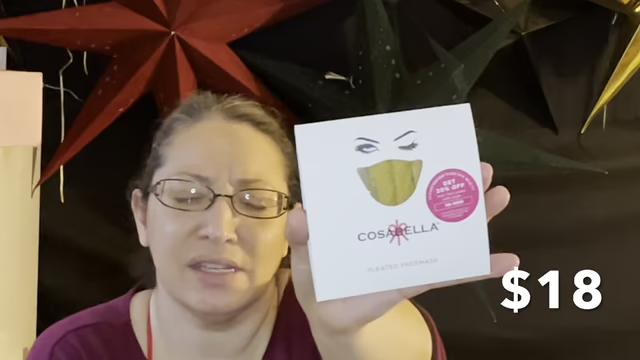 GET
20% OFF
COSABELLA
PLEATED FACEMASK
$18